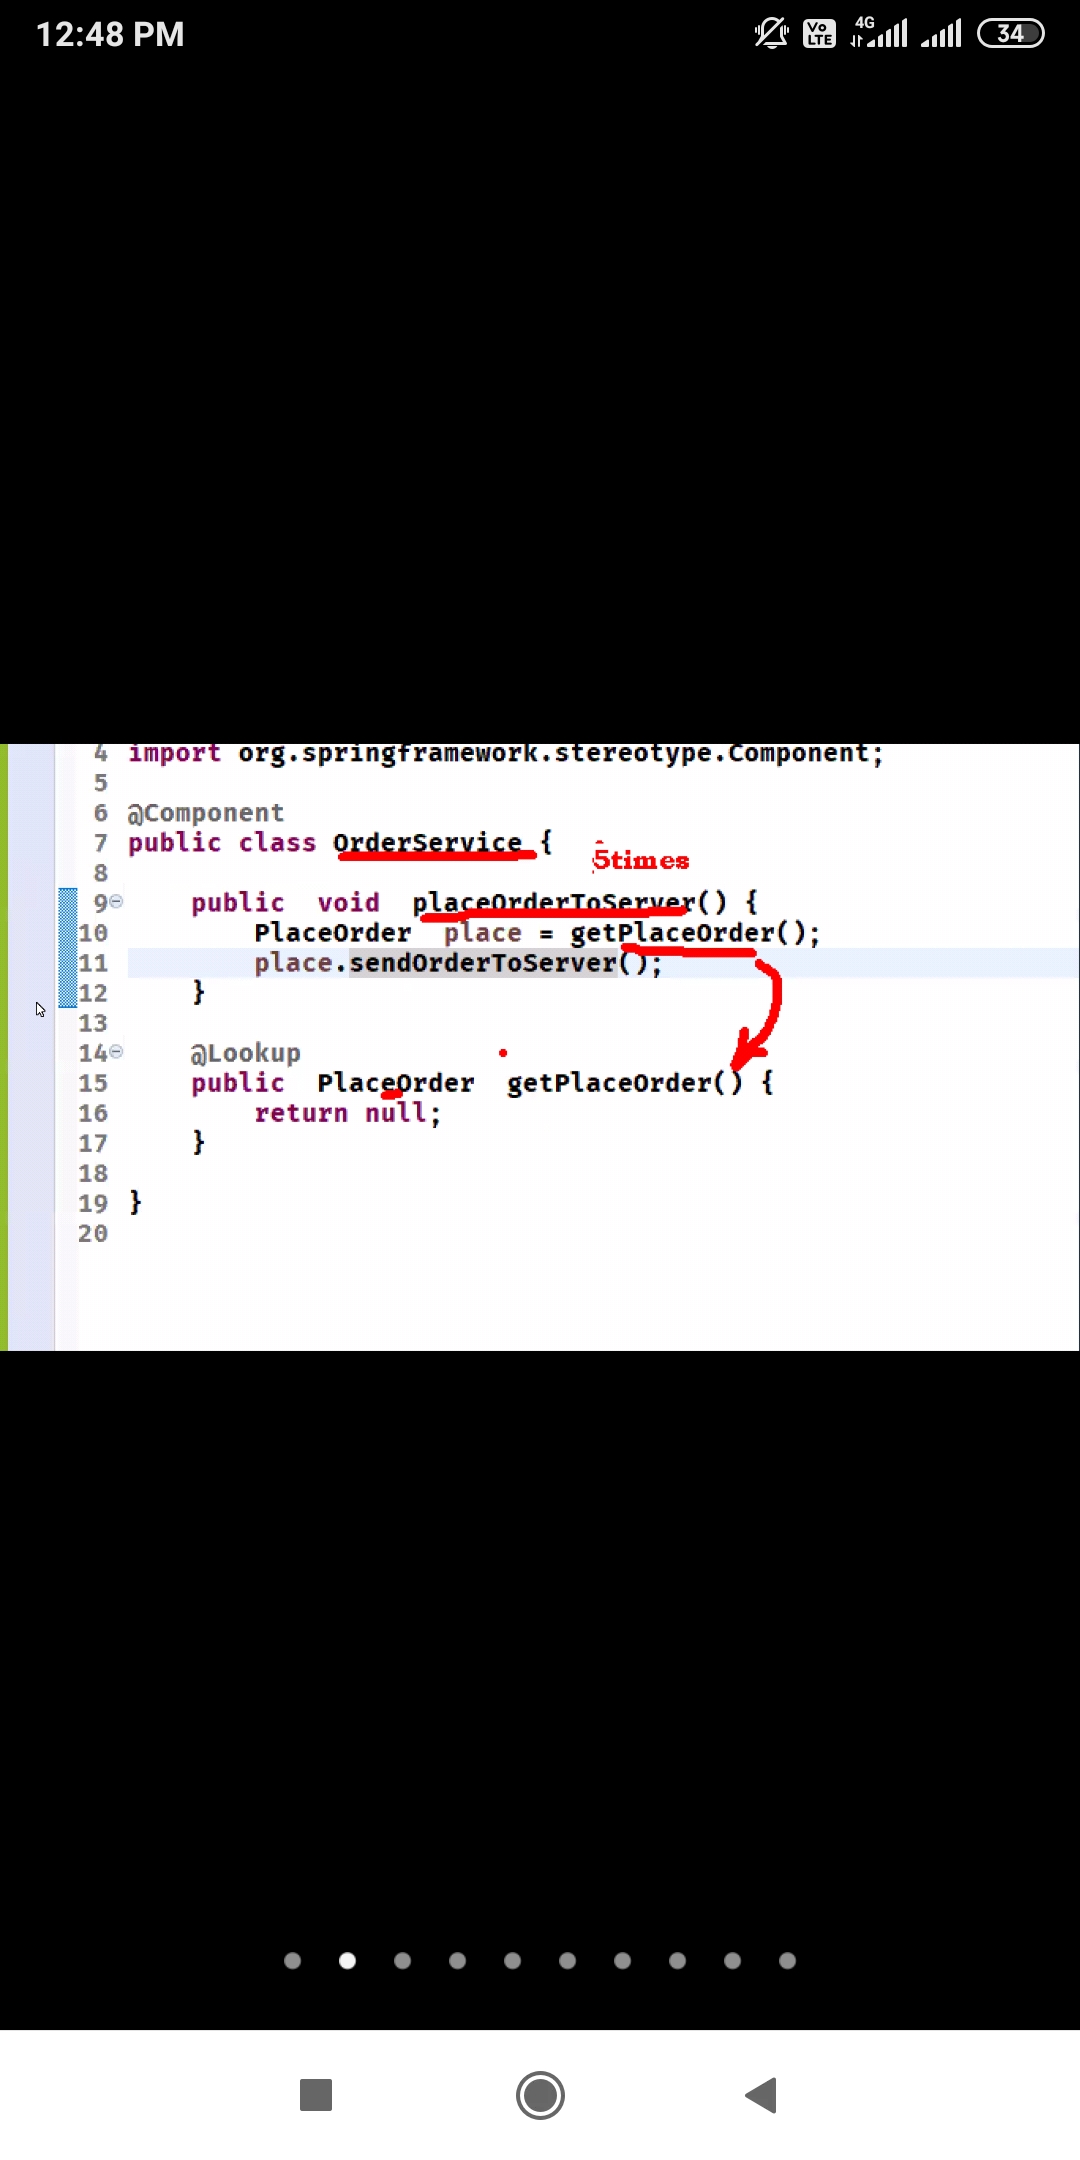 12:48 PM
Vo LTE 4G 34
4 import org.springframework.stereotype.Component;
5
6 @Component
7 public class OrderService {
5times
8
9 public void placeOrderToServer() {
10 PlaceOrder place = getPlaceOrder();
11 place.sendOrderToServer();
12 }
13
14 @Lookup
15 public PlaceOrder getPlaceOrder() {
16 return null;
17 }
18
19 }
20